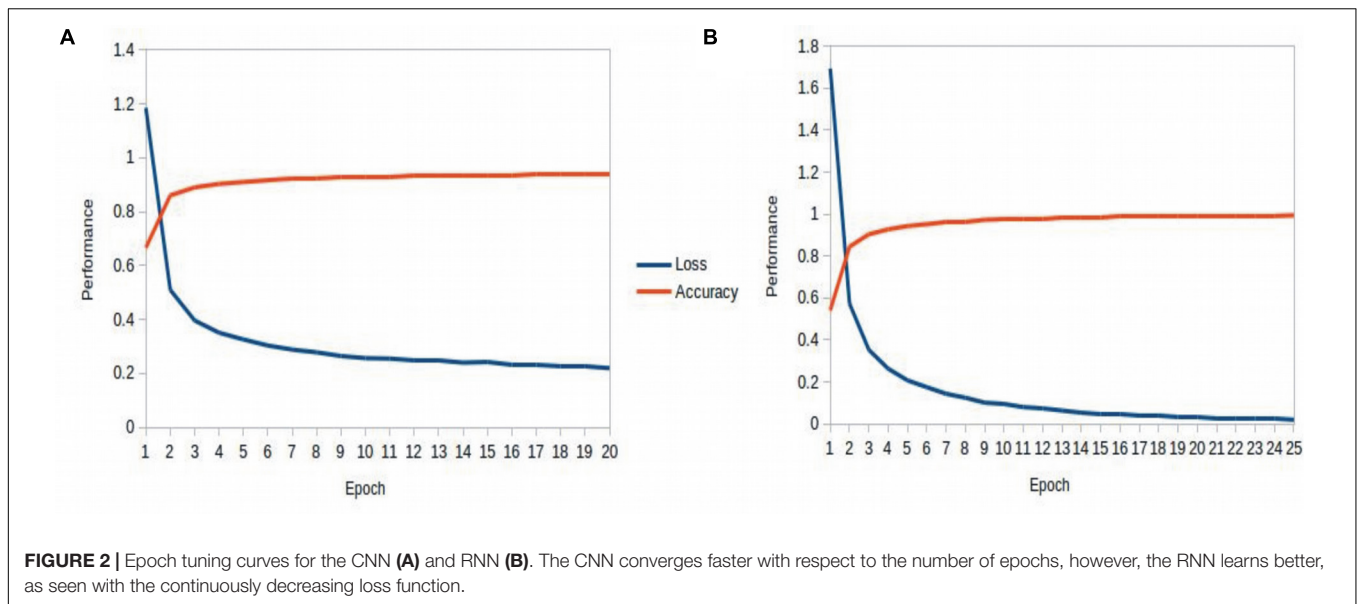 A
1.4
1.2
1
0.8
0.6
0.4
0.2
0
Performance
1 2 3 4 5 6 7 8 9 10 11 12 13 14 15 16 17 18 19 20
Epoch
Loss
Accuracy
B
1.8
1.6
1.4
1.2
1
0.8
0.6
0.4
0.2
0
Performance
1 2 3 4 5 6 7 8 9 10 11 12 13 14 15 16 17 18 19 20 21 22 23 24 25
Epoch
FIGURE 2 | Epoch tuning curves for the CNN (A) and RNN (B). The CNN converges faster with respect to the number of epochs, however, the RNN learns better,
as seen with the continuously decreasing loss function.